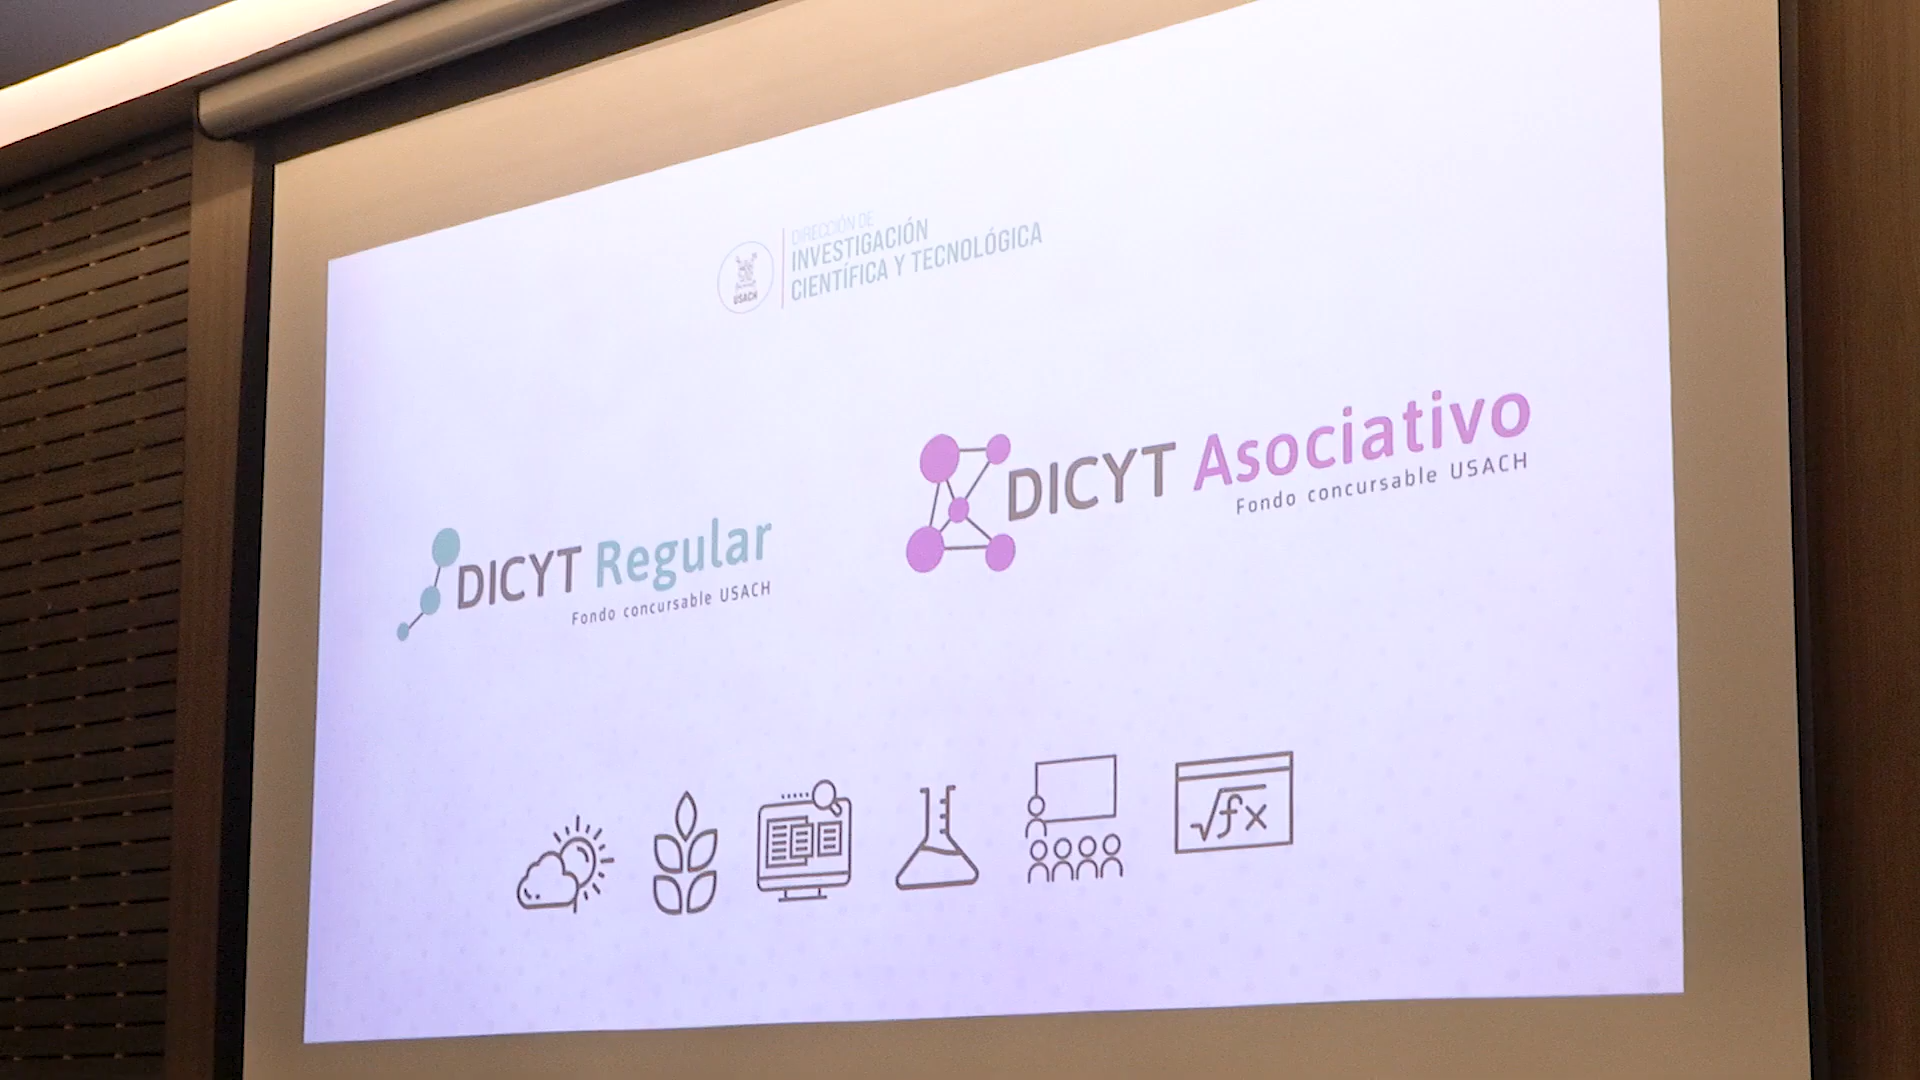 DIRECCIÓN DE
INVESTIGACIÓN
CIENTÍFICA Y TECNOLÓGICA
USACH
DICYT Regular
Fondo concursable USACH
DICYT Asociativo
Fondo concursable USACH
√fx